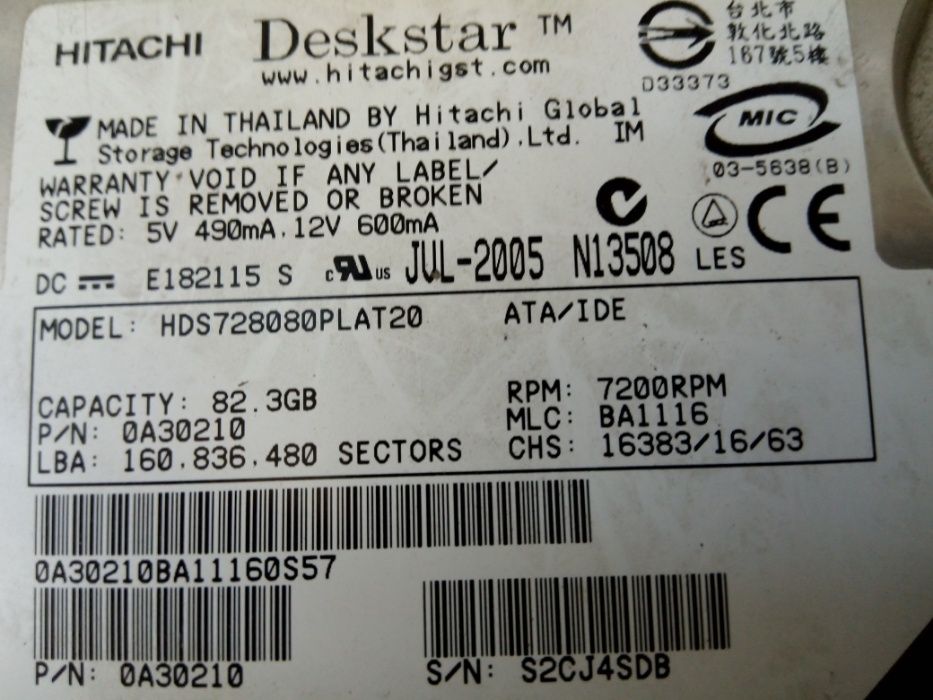 HITACHI Deskstar ™
www.hitachigst.com
台北市
敦化北路
167號5樓
D33373
MADE IN THAILAND BY Hitachi Global
Storage Technologies(Thailand),Ltd. IM
MIC
03-5638(B)
WARRANTY VOID IF ANY LABEL/
SCREW IS REMOVED OR BROKEN
RATED: 5V 490mA, 12V 600mA
CE
DC E182115 S c RU US JUL-2005 N13508 LES
MODEL: HDS728080PLAT20 ATA/IDE
CAPACITY: 82.3GB RPM: 7200RPM
P/N: 0A30210 MLC: BA1116
LBA: 160,836,480 SECTORS CHS: 16383/16/63
0A30210BA11160S57
P/N: 0A30210 S/N: S2CJ4SDB